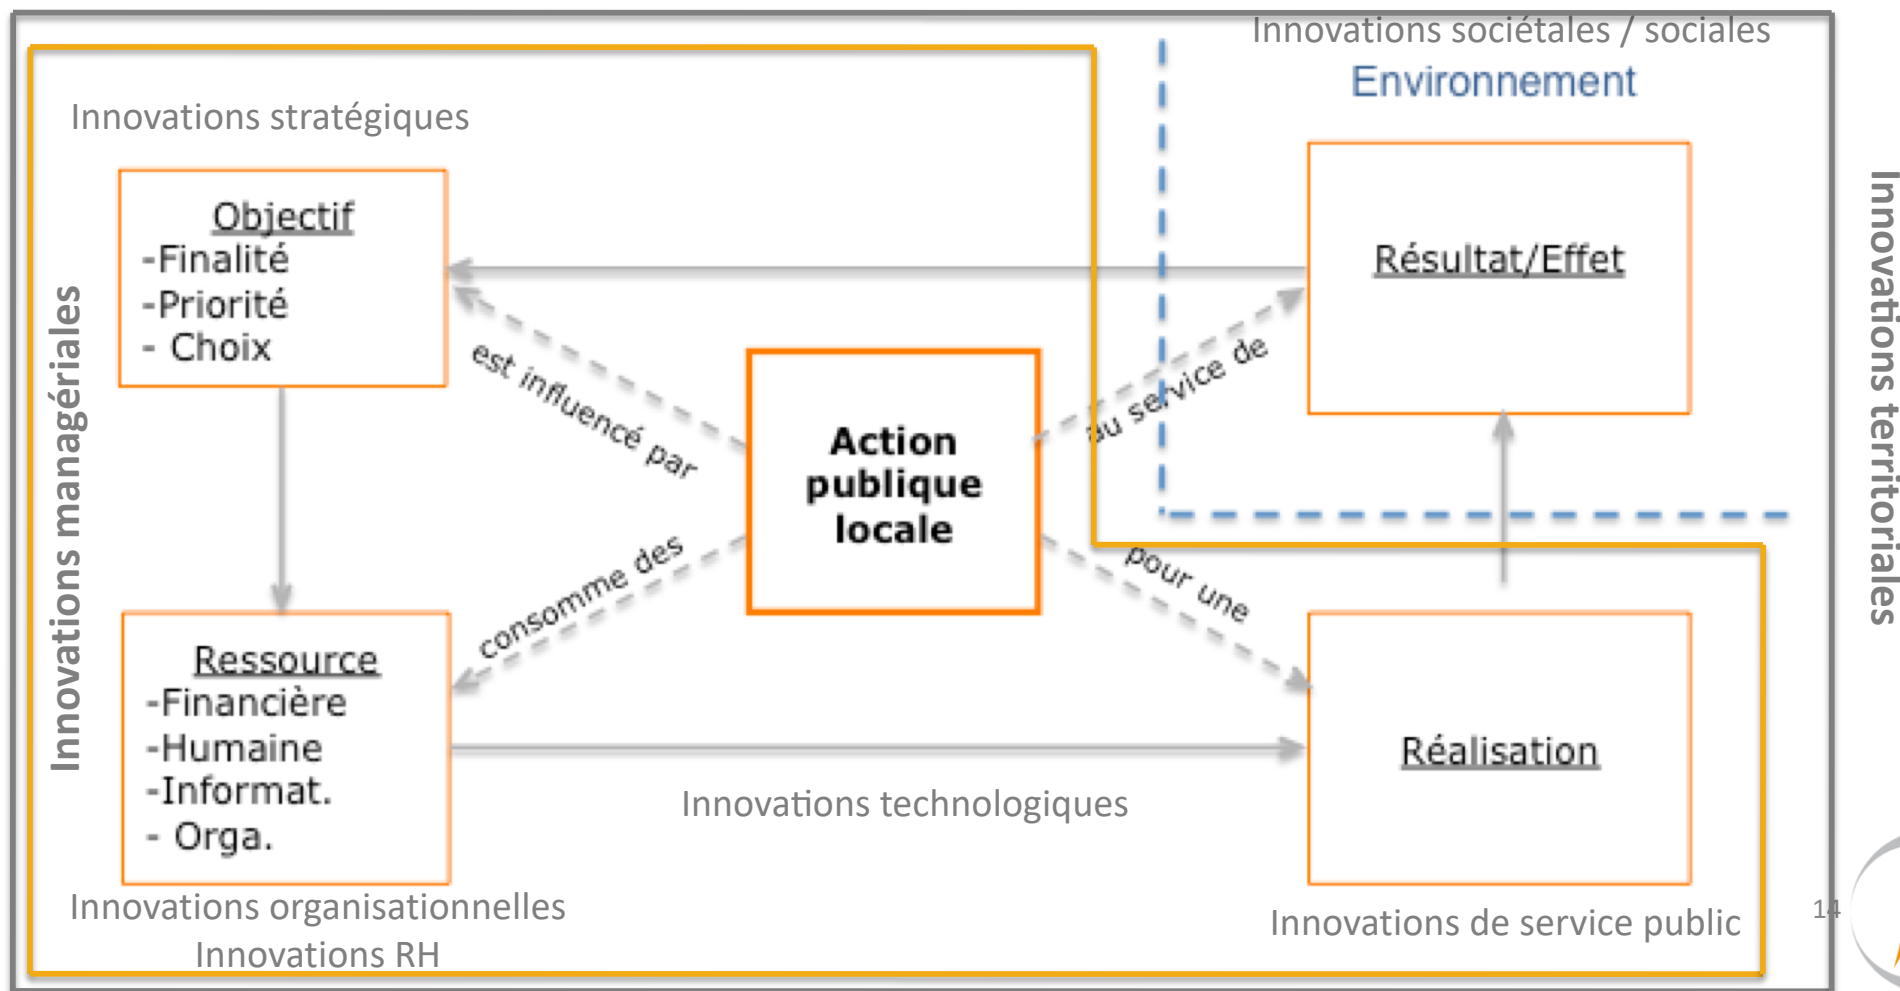 Innovations sociétales / sociales
Environnement
Innovations stratégiques
Objectif
-Finalité
-Priorité
- Choix
Résultat/Effet
Innovations managériales
Innovations territoriales
est influencé par
au service de
Action
publique
locale
consomme des
pour une
Ressource
-Financière
-Humaine
-Informat.
- Orga.
Réalisation
Innovations technologiques
Innovations organisationnelles
Innovations RH
Innovations de service public
14